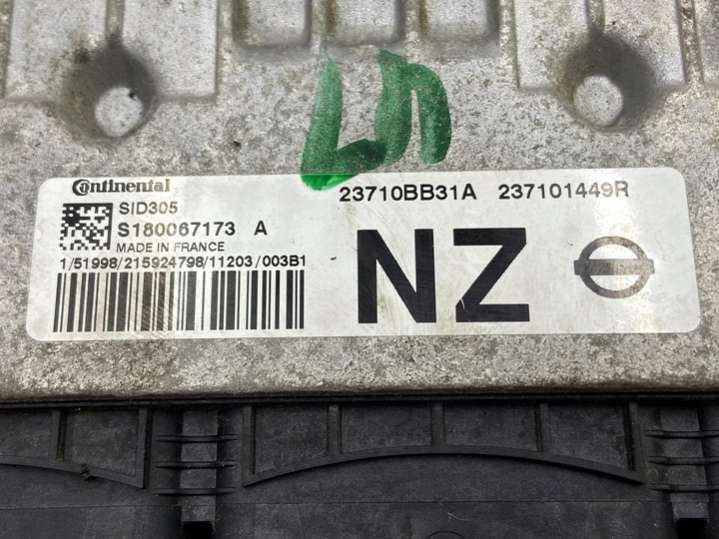 Continental
SID305
S180067173 A
MADE IN FRANCE
1/51998/215924798/11203/003B1
23710BB31A 237101449R
NZ